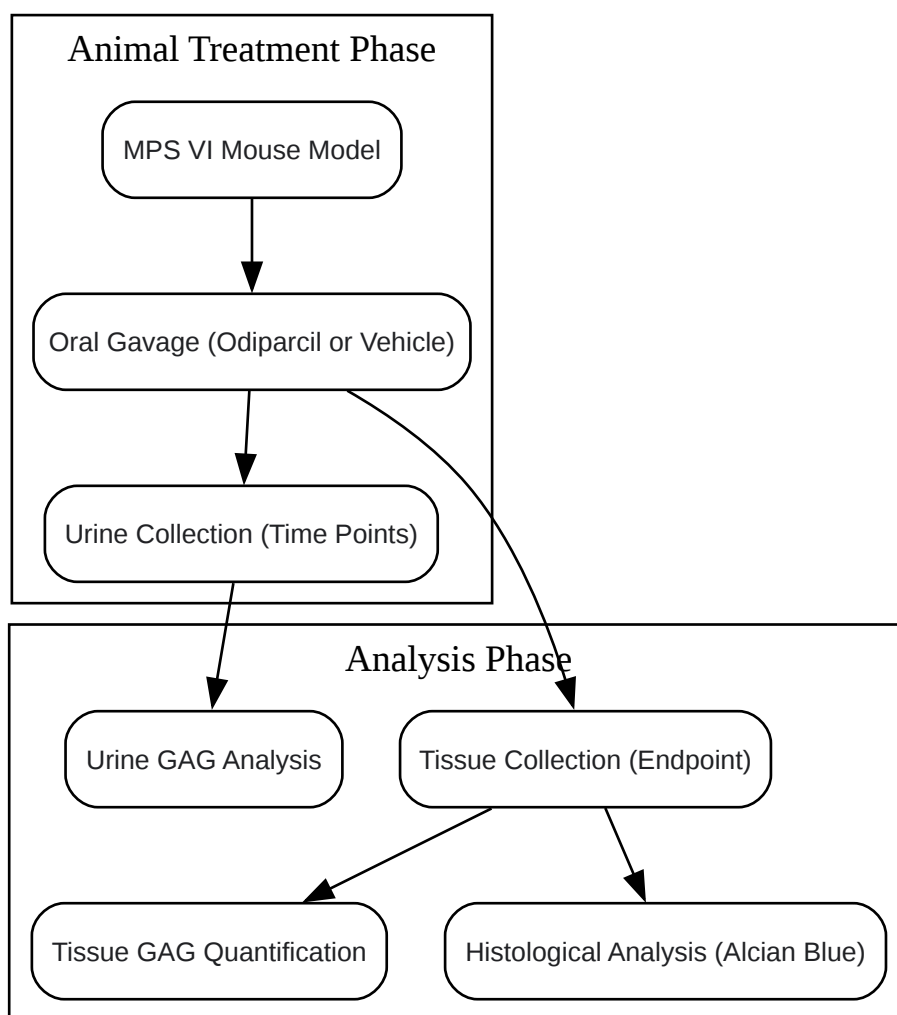 Animal Treatment Phase
MPS VI Mouse Model
Oral Gavage (Odiparcil or Vehicle)
Urine Collection (Time Points)
Analysis Phase
Urine GAG Analysis
Tissue Collection (Endpoint)
Tissue GAG Quantification
Histological Analysis (Alcian Blue)